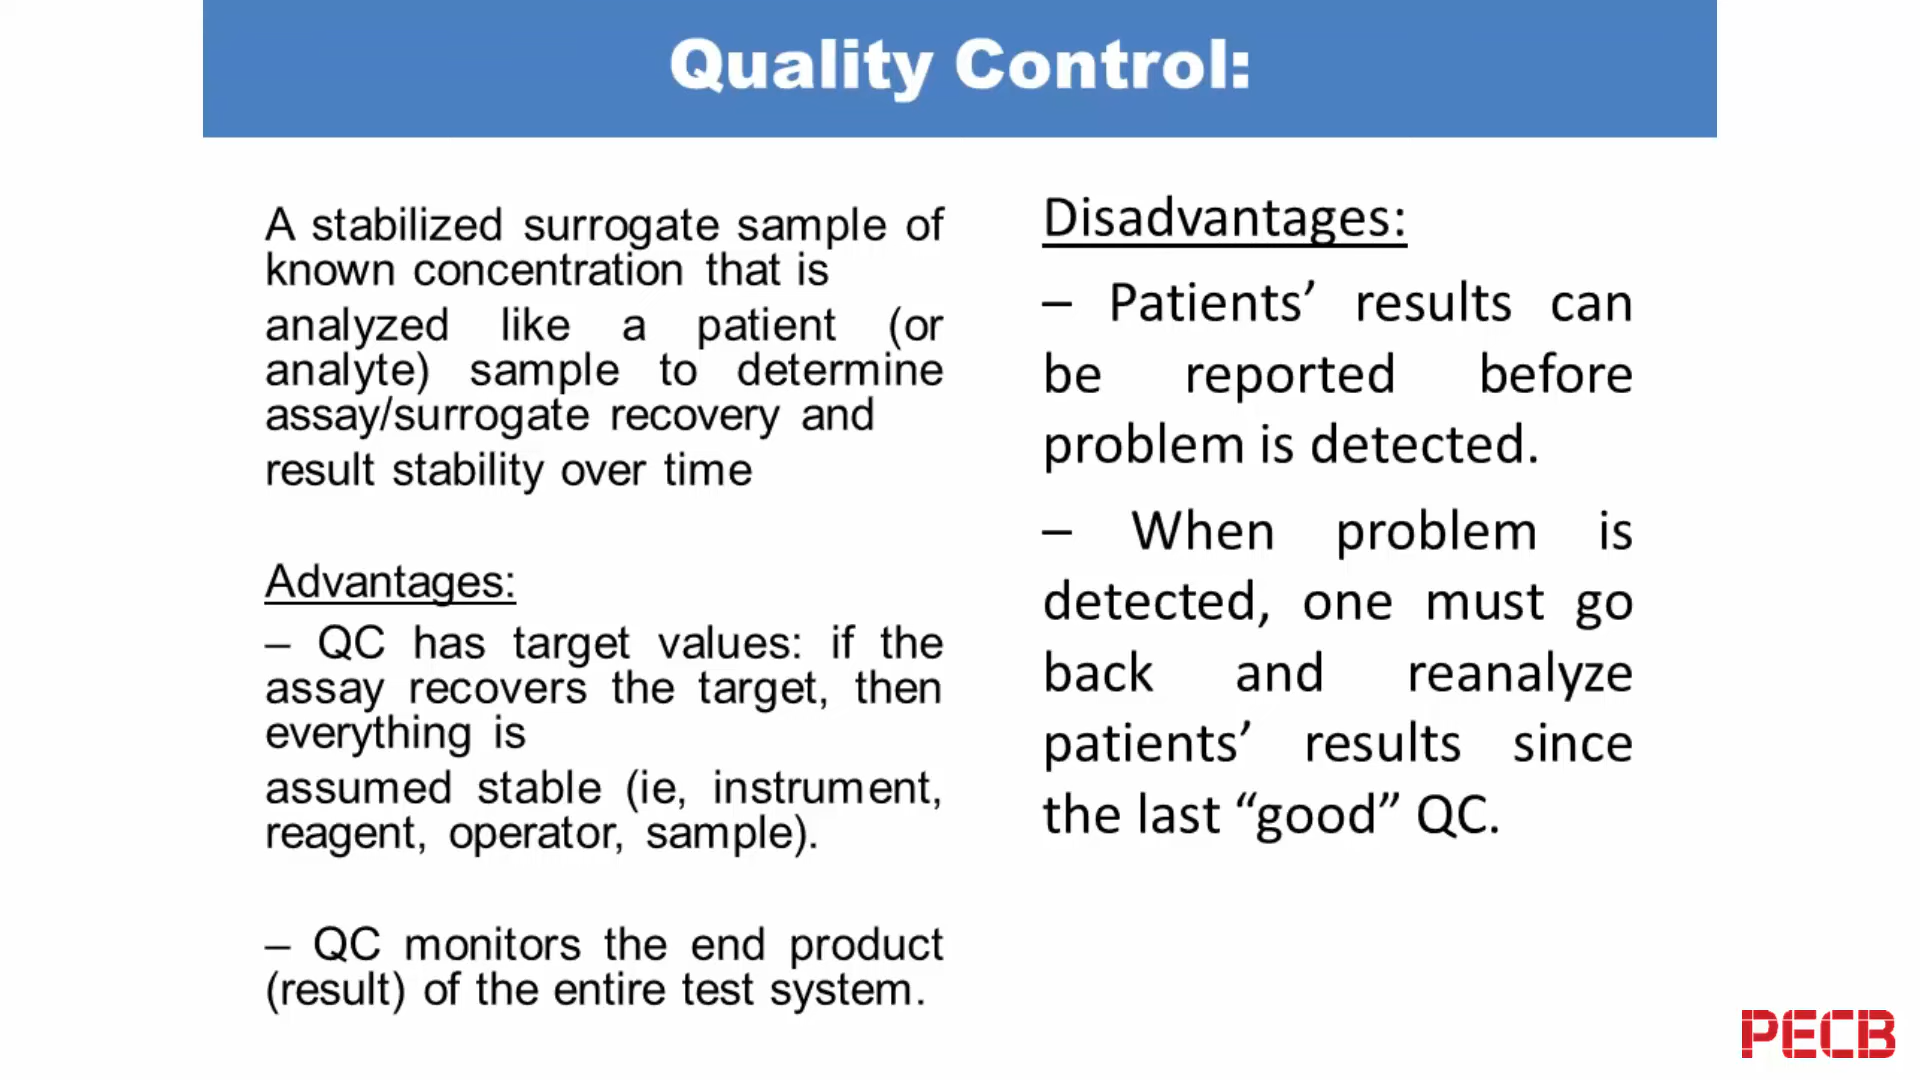 Quality Control:
A stabilized surrogate sample of
known concentration that is
analyzed like a patient (or
analyte) sample to determine
assay/surrogate recovery and
result stability over time
Advantages:
– QC has target values: if the
assay recovers the target, then
everything is
assumed stable (ie, instrument,
reagent, operator, sample).
– QC monitors the end product
(result) of the entire test system.
Disadvantages:
– Patients’ results can
be reported before
problem is detected.
– When problem is
detected, one must go
back and reanalyze
patients’ results since
the last “good” QC.
PECB